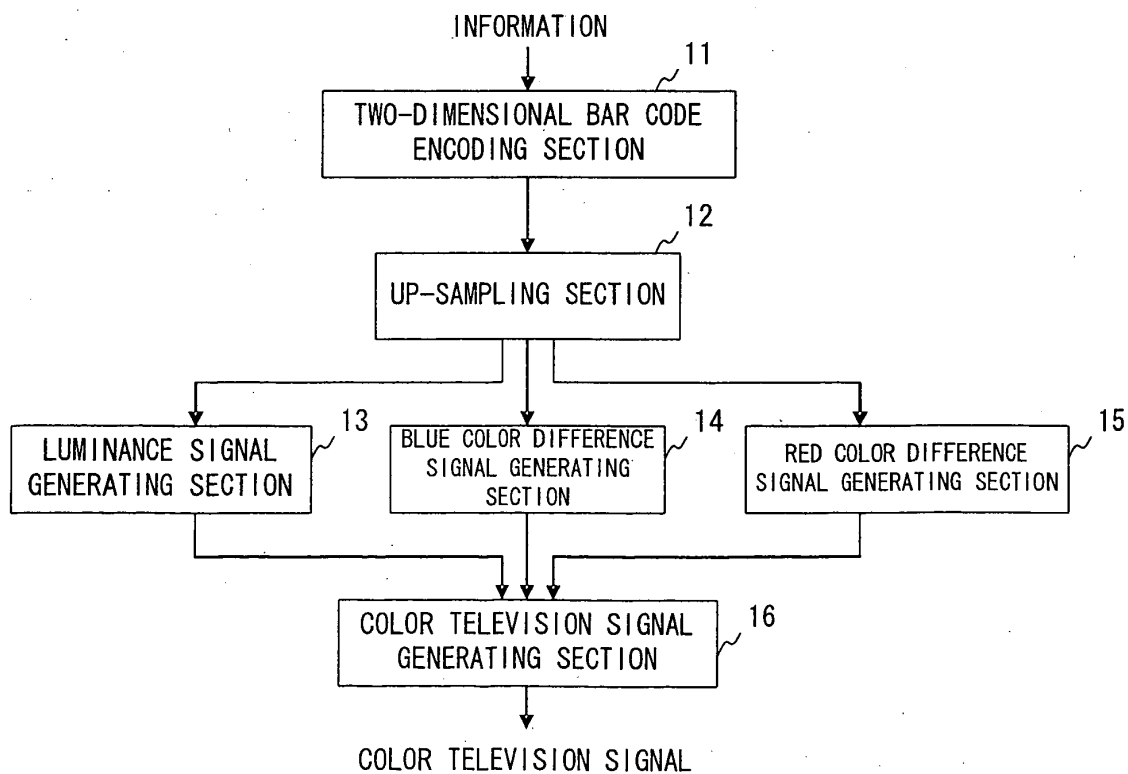 INFORMATION
11
TWO-DIMENSIONAL BAR CODE
ENCODING SECTION
12
UP-SAMPLING SECTION
13
LUMINANCE SIGNAL
GENERATING SECTION
14
BLUE COLOR DIFFERENCE
SIGNAL GENERATING
SECTION
15
RED COLOR DIFFERENCE
SIGNAL GENERATING SECTION
16
COLOR TELEVISION SIGNAL
GENERATING SECTION
COLOR TELEVISION SIGNAL